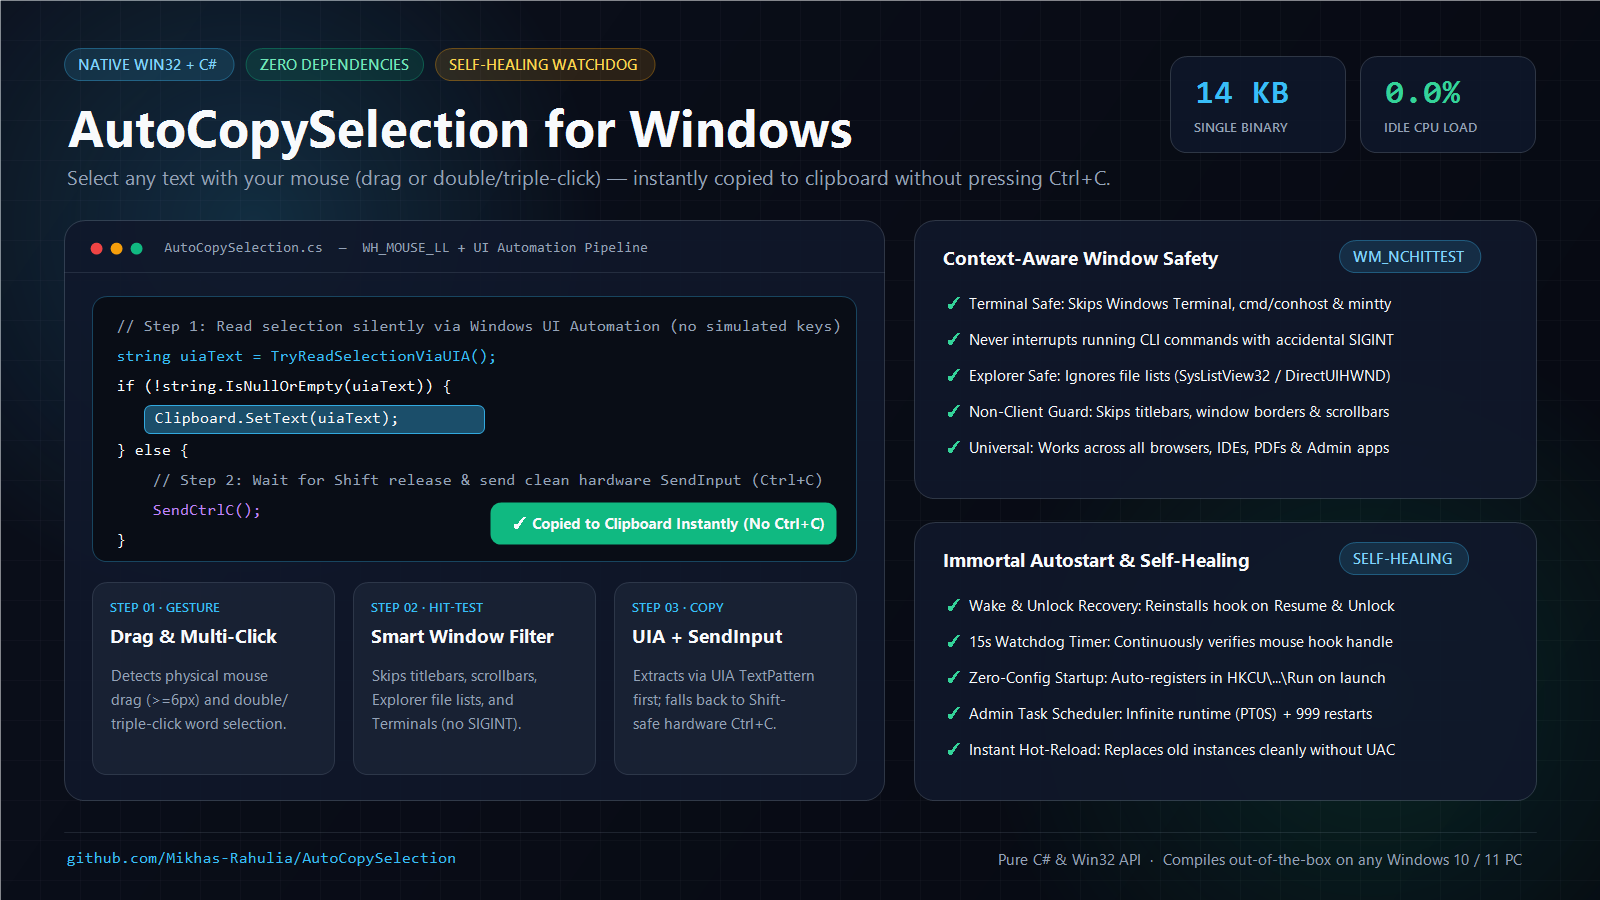 NATIVE WIN32 + C#
ZERO DEPENDENCIES
SELF-HEALING WATCHDOG
AutoCopySelection for Windows
Select any text with your mouse (drag or double/triple-click) — instantly copied to clipboard without pressing Ctrl+C.
14 KB
SINGLE BINARY
0.0%
IDLE CPU LOAD
AutoCopySelection.cs — WH_MOUSE_LL + UI Automation Pipeline
// Step 1: Read selection silently via Windows UI Automation (no simulated keys)
string uiaText = TryReadSelectionViaUIA();
if (!string.IsNullOrEmpty(uiaText)) {
Clipboard.SetText(uiaText);
} else {
// Step 2: Wait for Shift release & send clean hardware SendInput (Ctrl+C)
SendCtrlC();
}
✓ Copied to Clipboard Instantly (No Ctrl+C)
STEP 01 · GESTURE
Drag & Multi-Click
Detects physical mouse
drag (>=6px) and double/
triple-click word selection.
STEP 02 · HIT-TEST
Smart Window Filter
Skips titlebars, scrollbars,
Explorer file lists, and
Terminals (no SIGINT).
STEP 03 · COPY
UIA + SendInput
Extracts via UIA TextPattern
first; falls back to Shift-
safe hardware Ctrl+C.
Context-Aware Window Safety
WM_NCHITTEST
✓ Terminal Safe: Skips Windows Terminal, cmd/conhost & mintty
✓ Never interrupts running CLI commands with accidental SIGINT
✓ Explorer Safe: Ignores file lists (SysListView32 / DirectUIHWND)
✓ Non-Client Guard: Skips titlebars, window borders & scrollbars
✓ Universal: Works across all browsers, IDEs, PDFs & Admin apps
Immortal Autostart & Self-Healing
SELF-HEALING
✓ Wake & Unlock Recovery: Reinstalls hook on Resume & Unlock
✓ 15s Watchdog Timer: Continuously verifies mouse hook handle
✓ Zero-Config Startup: Auto-registers in HKCU\...\Run on launch
✓ Admin Task Scheduler: Infinite runtime (PT0S) + 999 restarts
✓ Instant Hot-Reload: Replaces old instances cleanly without UAC
github.com/Mikhas-Rahulia/AutoCopySelection
Pure C# & Win32 API · Compiles out-of-the-box on any Windows 10 / 11 PC